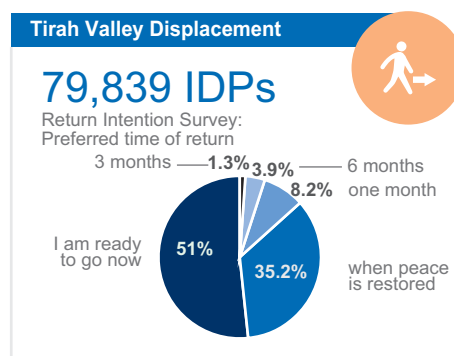 Tirah Valley Displacement
79,839 IDPs
Return Intention Survey:
Preferred time of return
3 months 1.3% 3.9% 6 months
8.2% one month
I am ready
to go now
51%
35.2%
when peace
is restored